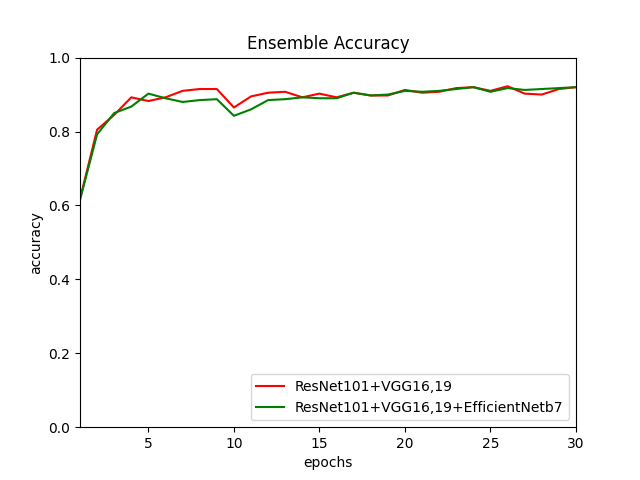 Ensemble Accuracy
1.0
0.8
0.6
0.4
0.2
0.0
accuracy
ResNet101+VGG16,19
ResNet101+VGG16,19+EfficientNetb7
5 10 15 20 25 30
epochs